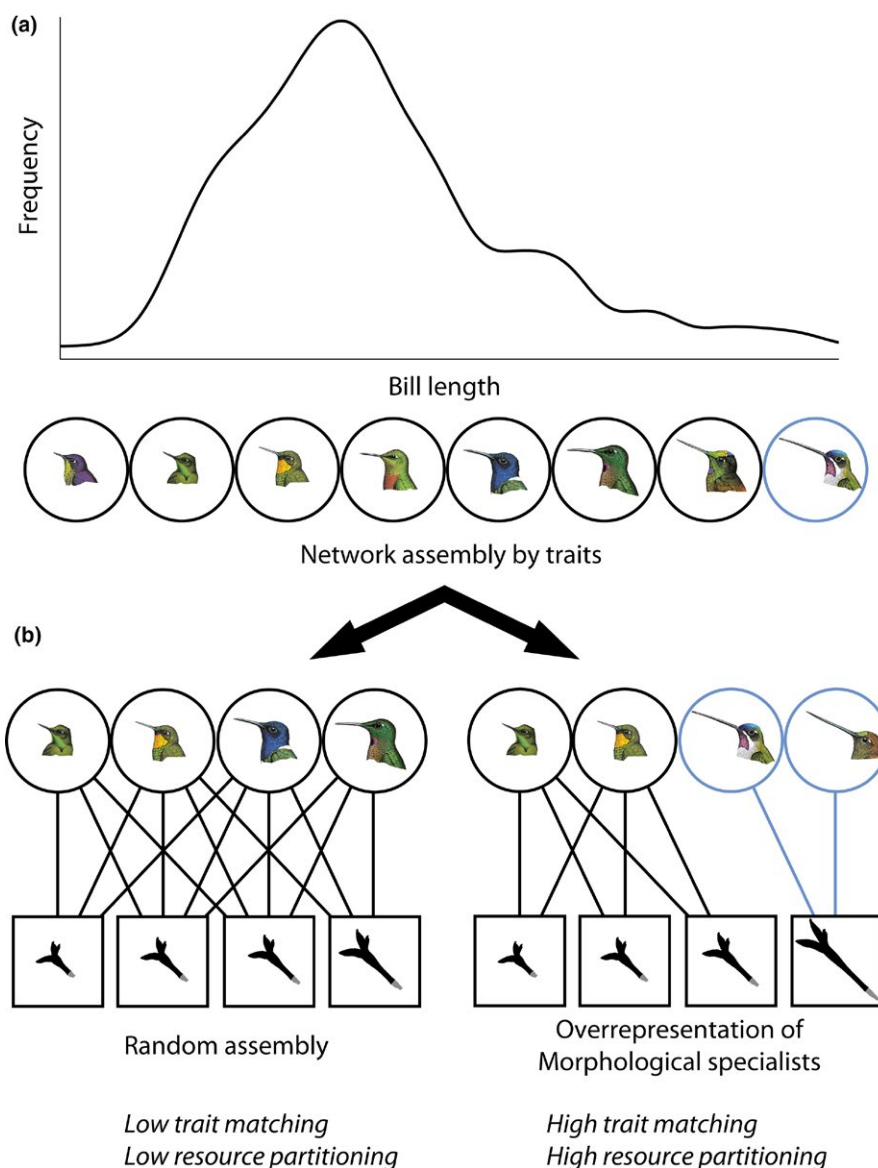 (a)
Frequency
Bill length
Network assembly by traits
(b)
Random assembly
Low trait matching
Low resource partitioning
Overrepresentation of
Morphological specialists
High trait matching
High resource partitioning